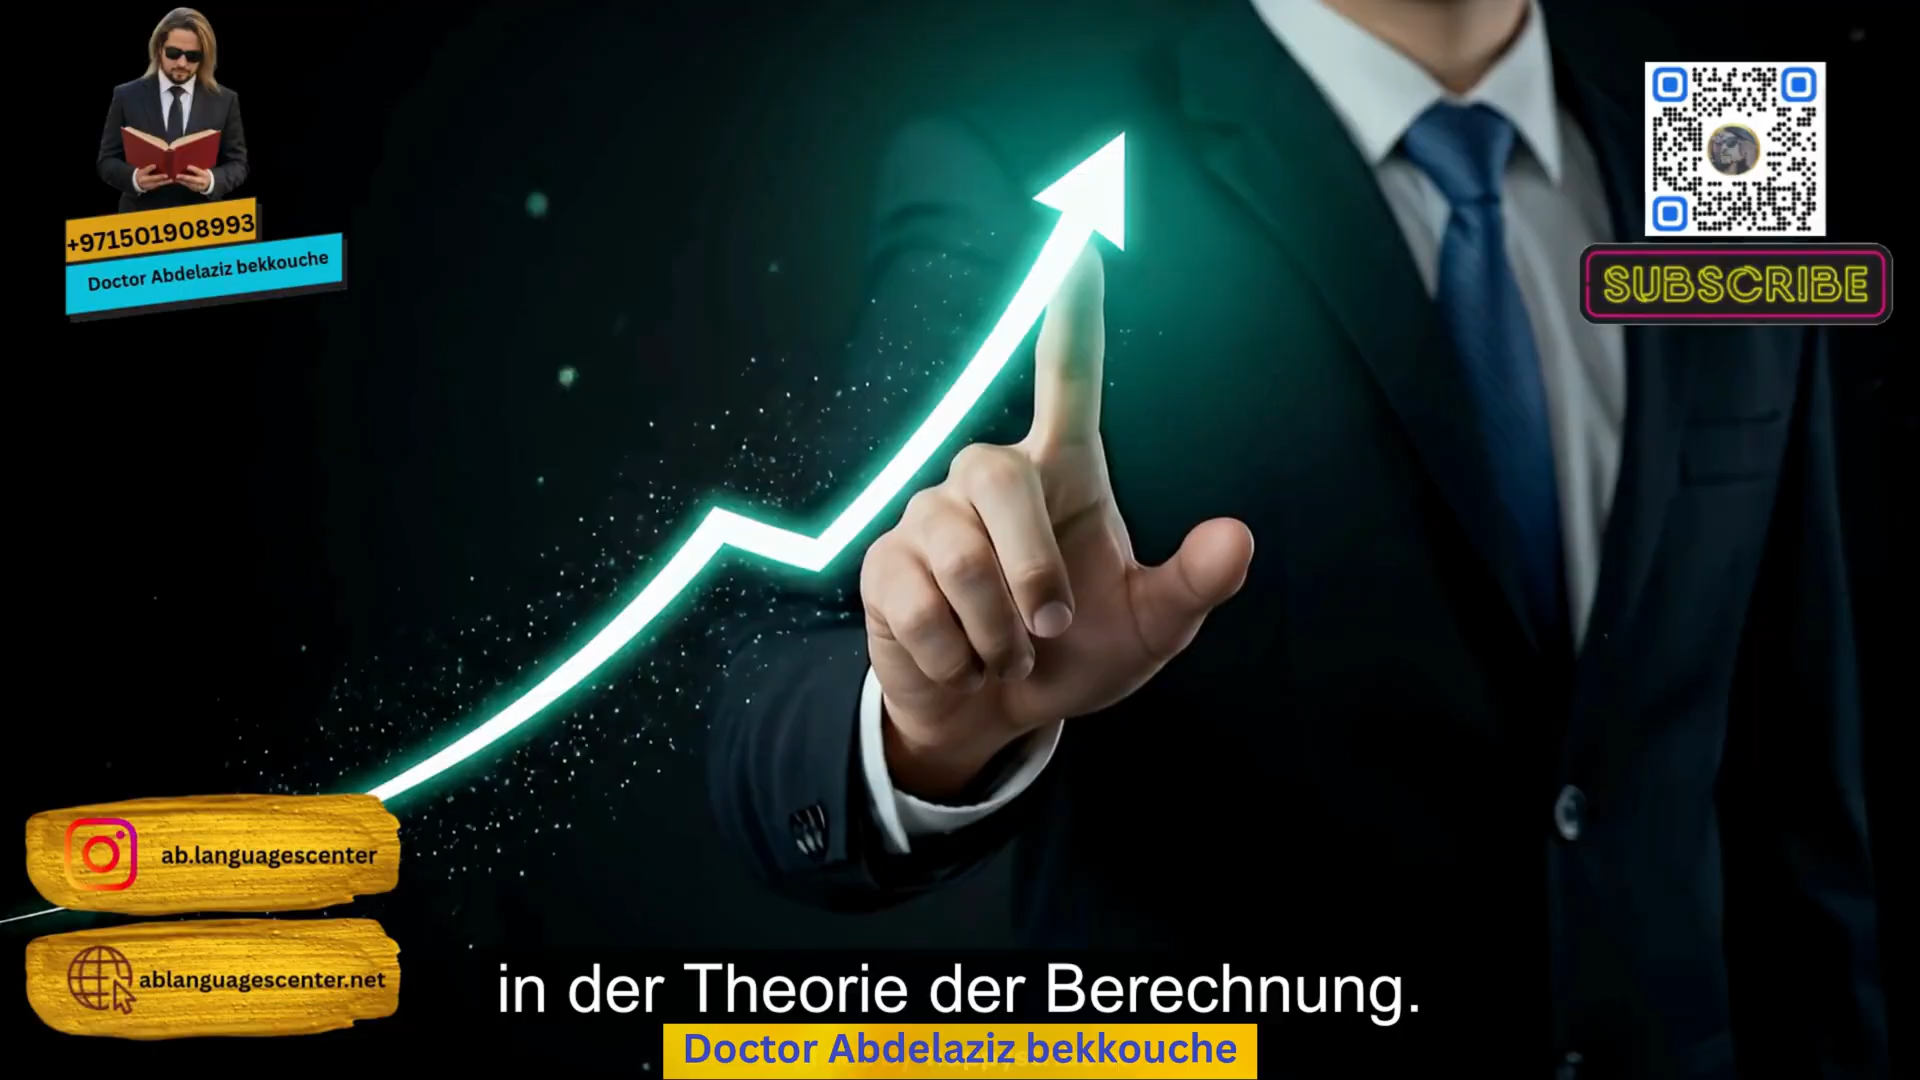 +971501908993
Doctor Abdelaziz bekkouche
SUBSCRIBE
ab.languagescenter
ablanguagescenter.net
in der Theorie der Berechnung.
Doctor Abdelaziz bekkouche